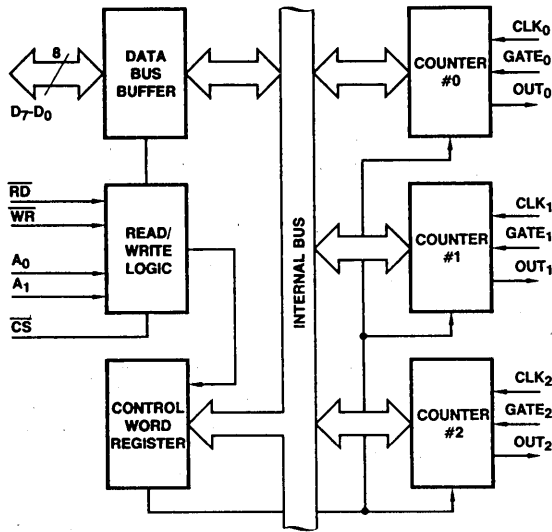 8
D₇-D₀
DATA
BUS
BUFFER
RD
WR
A₀
A₁
CS
READ/
WRITE
LOGIC
CONTROL
WORD
REGISTER
INTERNAL BUS
COUNTER
#0
CLK₀
GATE₀
OUT₀
COUNTER
#1
CLK₁
GATE₁
OUT₁
COUNTER
#2
CLK₂
GATE₂
OUT₂